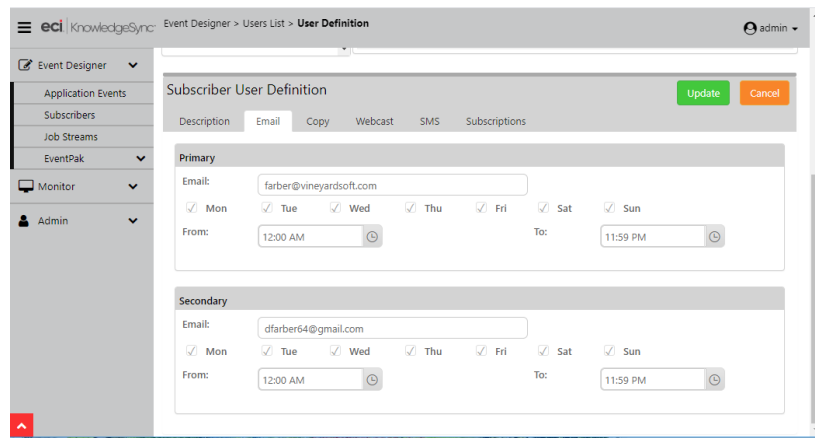 eci KnowledgeSync
Event Designer > Users List > User Definition
admin
Event Designer
Application Events
Subscribers
Job Streams
EventPak
Monitor
Admin
Subscriber User Definition
Update
Cancel
Description Email Copy Webcast SMS Subscriptions
Primary
Email: farber@vineyardsoft.com
Mon Tue Wed Thu Fri Sat Sun
From: 12:00 AM To: 11:59 PM
Secondary
Email: dfarber64@gmail.com
Mon Tue Wed Thu Fri Sat Sun
From: 12:00 AM To: 11:59 PM